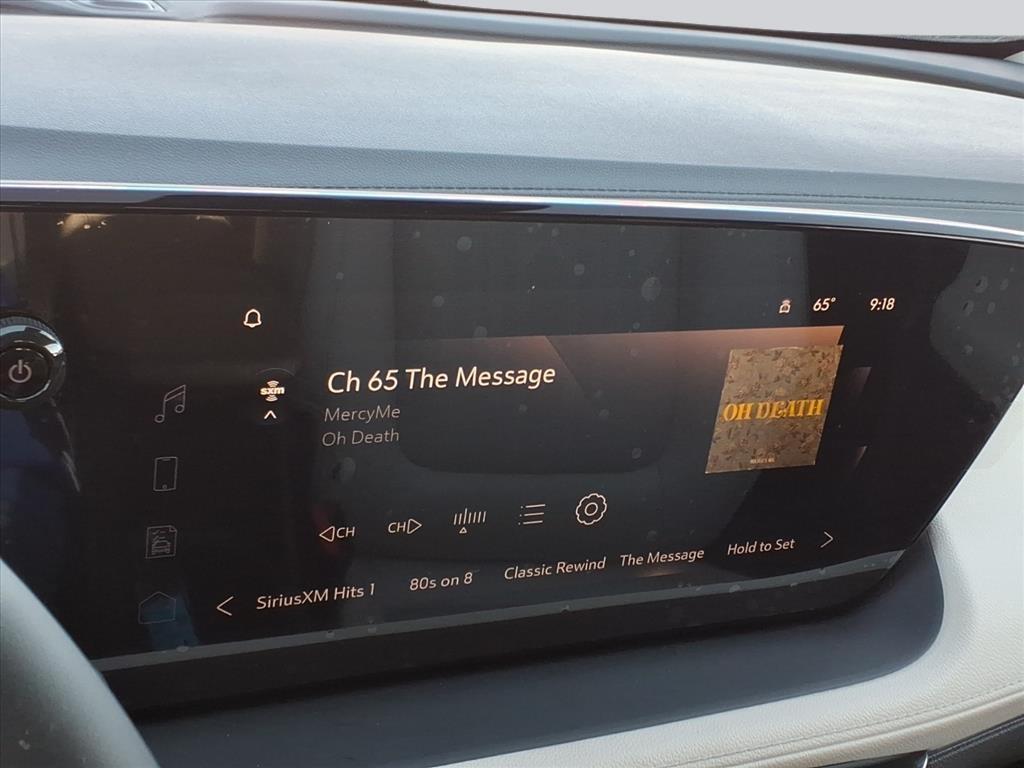 65° 9:18
sxm
Ch 65 The Message
MercyMe
Oh Death
OH DEATH
CH CH
SiriusXM Hits 1 80s on 8 Classic Rewind The Message Hold to Set